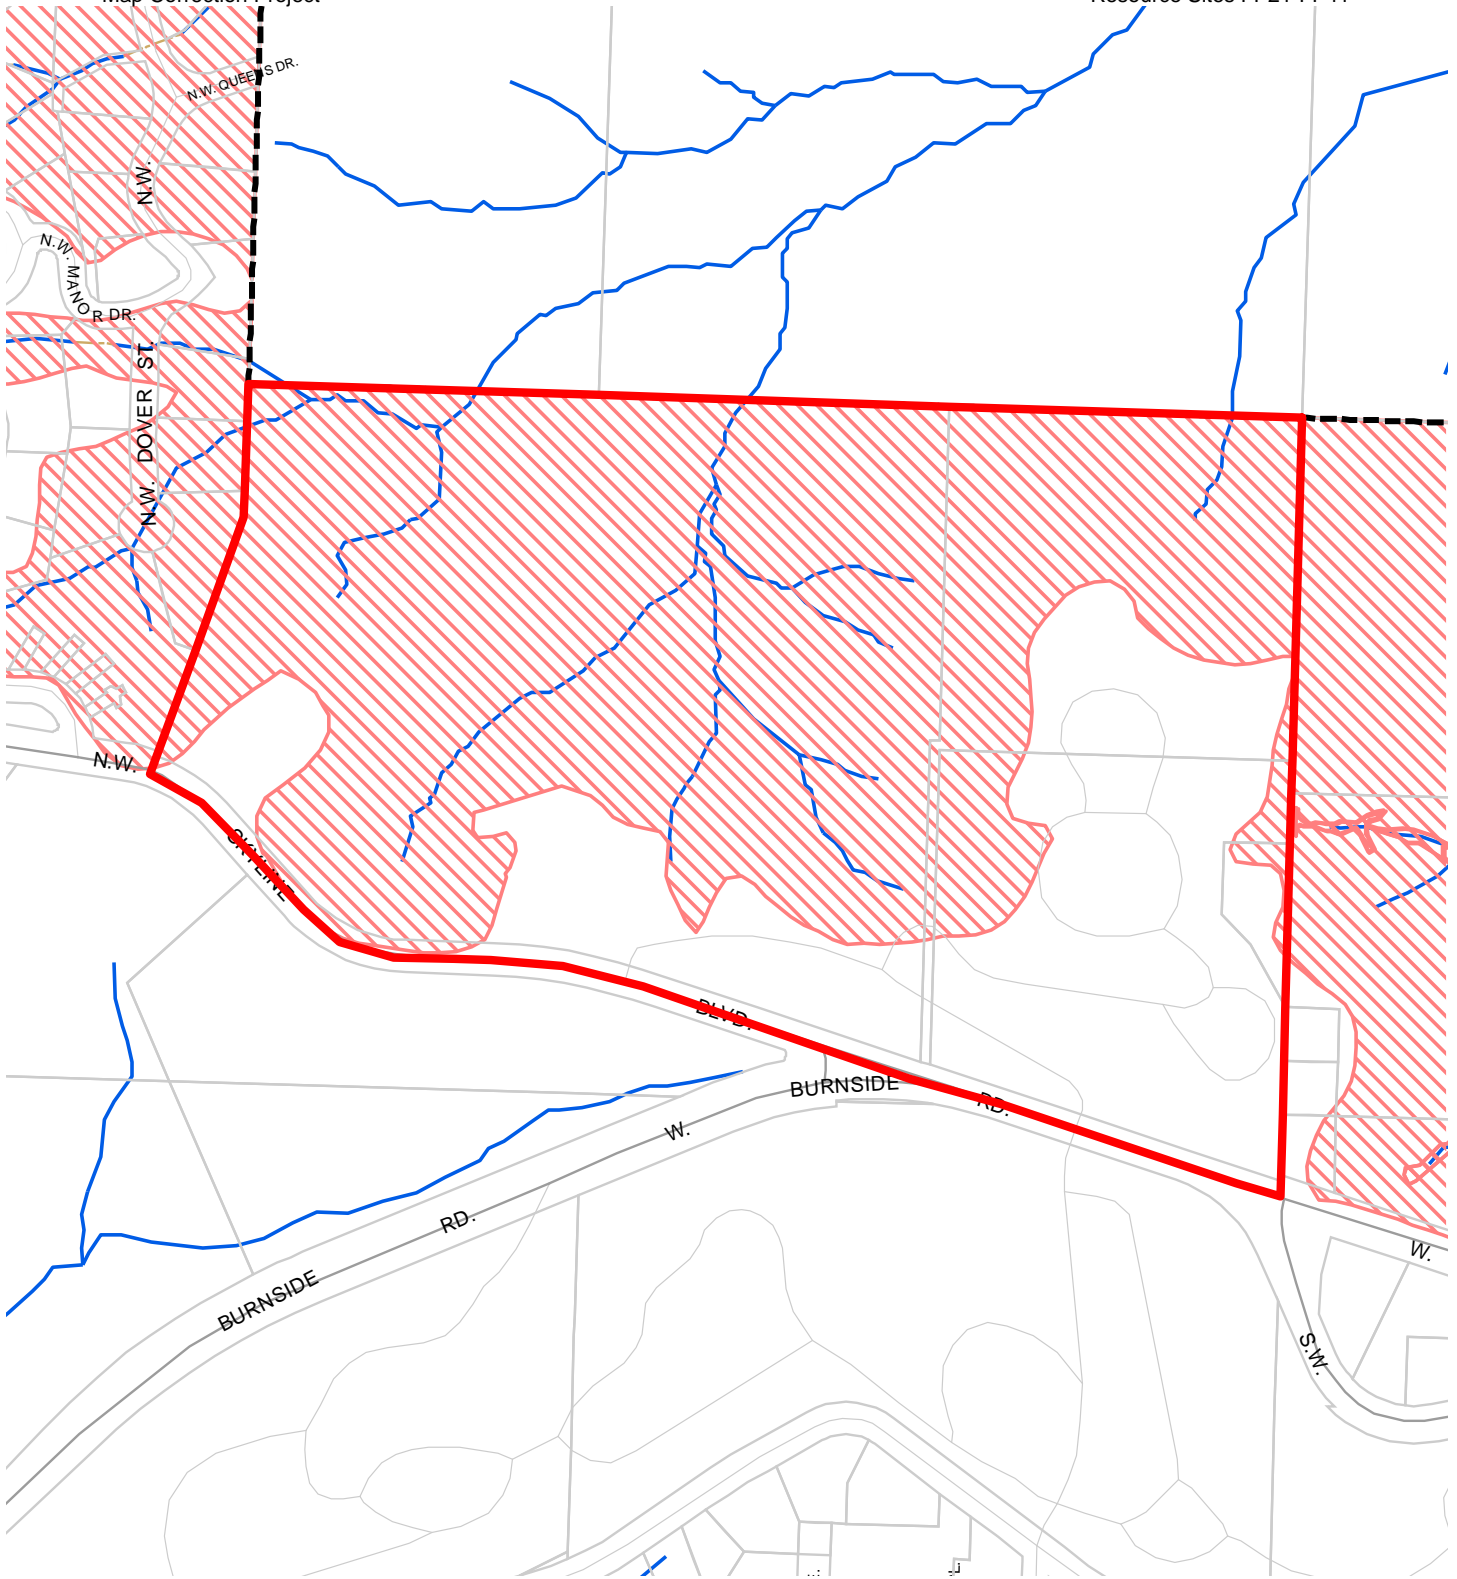 N.W. QUEENS DR.
N.W.
N.W. MANOR DR.
N.W. DOVER ST.
N.W.
SKYLINE
BLVD.
BURNSIDE
RD.
W.
RD.
BURNSIDE
W.
S.W.